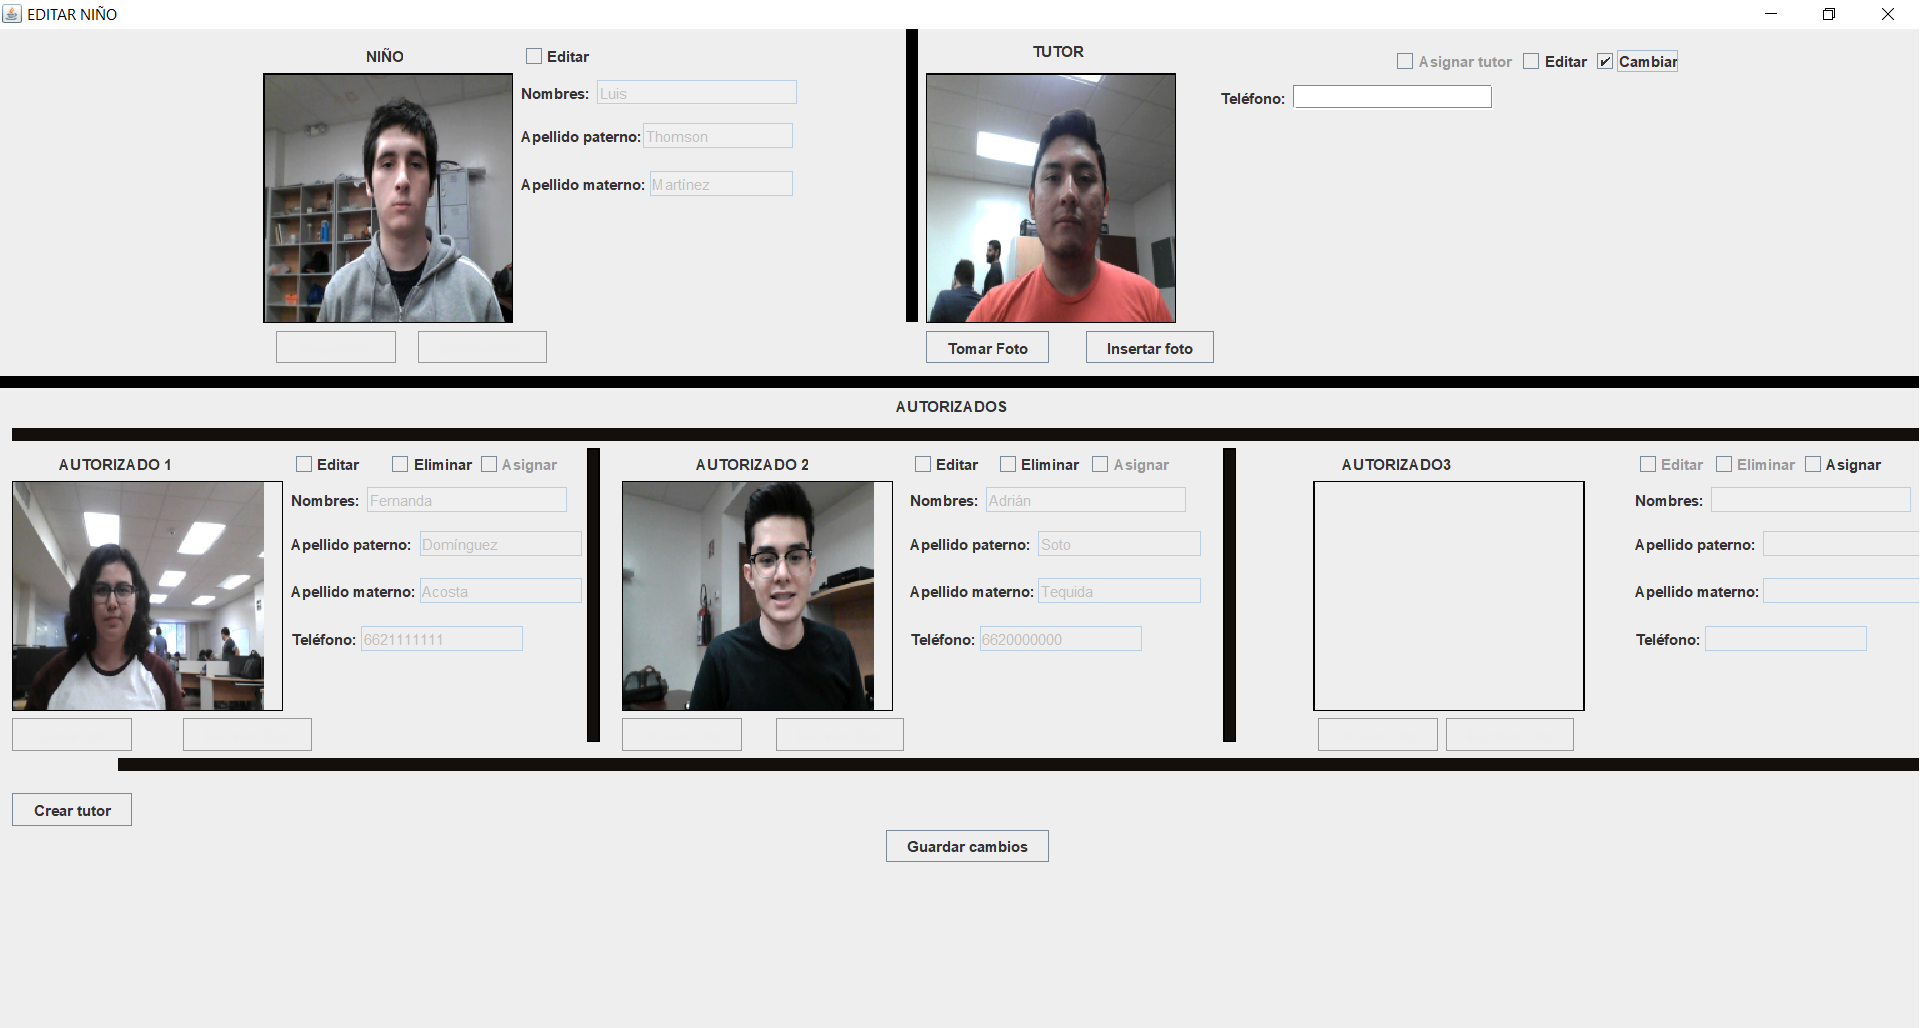 EDITAR NIÑO
NIÑO
Editar
Nombres: Luis
Apellido paterno: Thomson
Apellido materno: Martínez
TUTOR
Asignar tutor Editar Cambiar
Teléfono:
Tomar Foto Insertar foto
AUTORIZADOS
AUTORIZADO 1
Editar Eliminar Asignar
Nombres: Fernanda
Apellido paterno: Domínguez
Apellido materno: Acosta
Teléfono: 6621111111
AUTORIZADO 2
Editar Eliminar Asignar
Nombres: Adrián
Apellido paterno: Soto
Apellido materno: Tequida
Teléfono: 6620000000
AUTORIZADO3
Editar Eliminar Asignar
Nombres:
Apellido paterno:
Apellido materno:
Teléfono:
Crear tutor
Guardar cambios